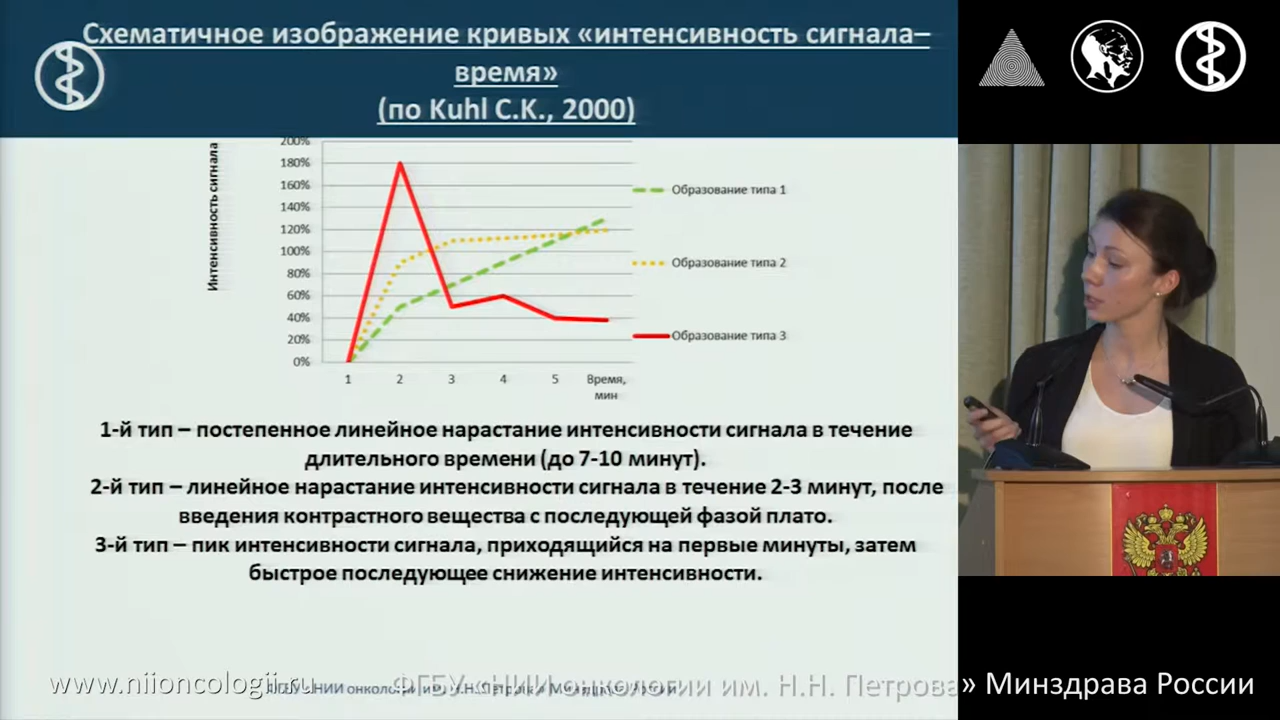 Схематичное изображение кривых «интенсивность сигнала–
время»
(по Kuhl C.K., 2000)
Интенсивность сигнала
200%
180%
160%
140%
120%
100%
80%
60%
40%
20%
0%
1 2 3 4 5 Время,
мин
Образование типа 1
Образование типа 2
Образование типа 3
1-й тип – постепенное линейное нарастание интенсивности сигнала в течение
длительного времени (до 7-10 минут).
2-й тип – линейное нарастание интенсивности сигнала в течение 2-3 минут, после
введения контрастного вещества с последующей фазой плато.
3-й тип – пик интенсивности сигнала, приходящийся на первые минуты, затем
быстрое последующее снижение интенсивности.
www.niioncologii.ru ФГБУ «НИИ онкологии им. Н.Н. Петрова» Минздрава России